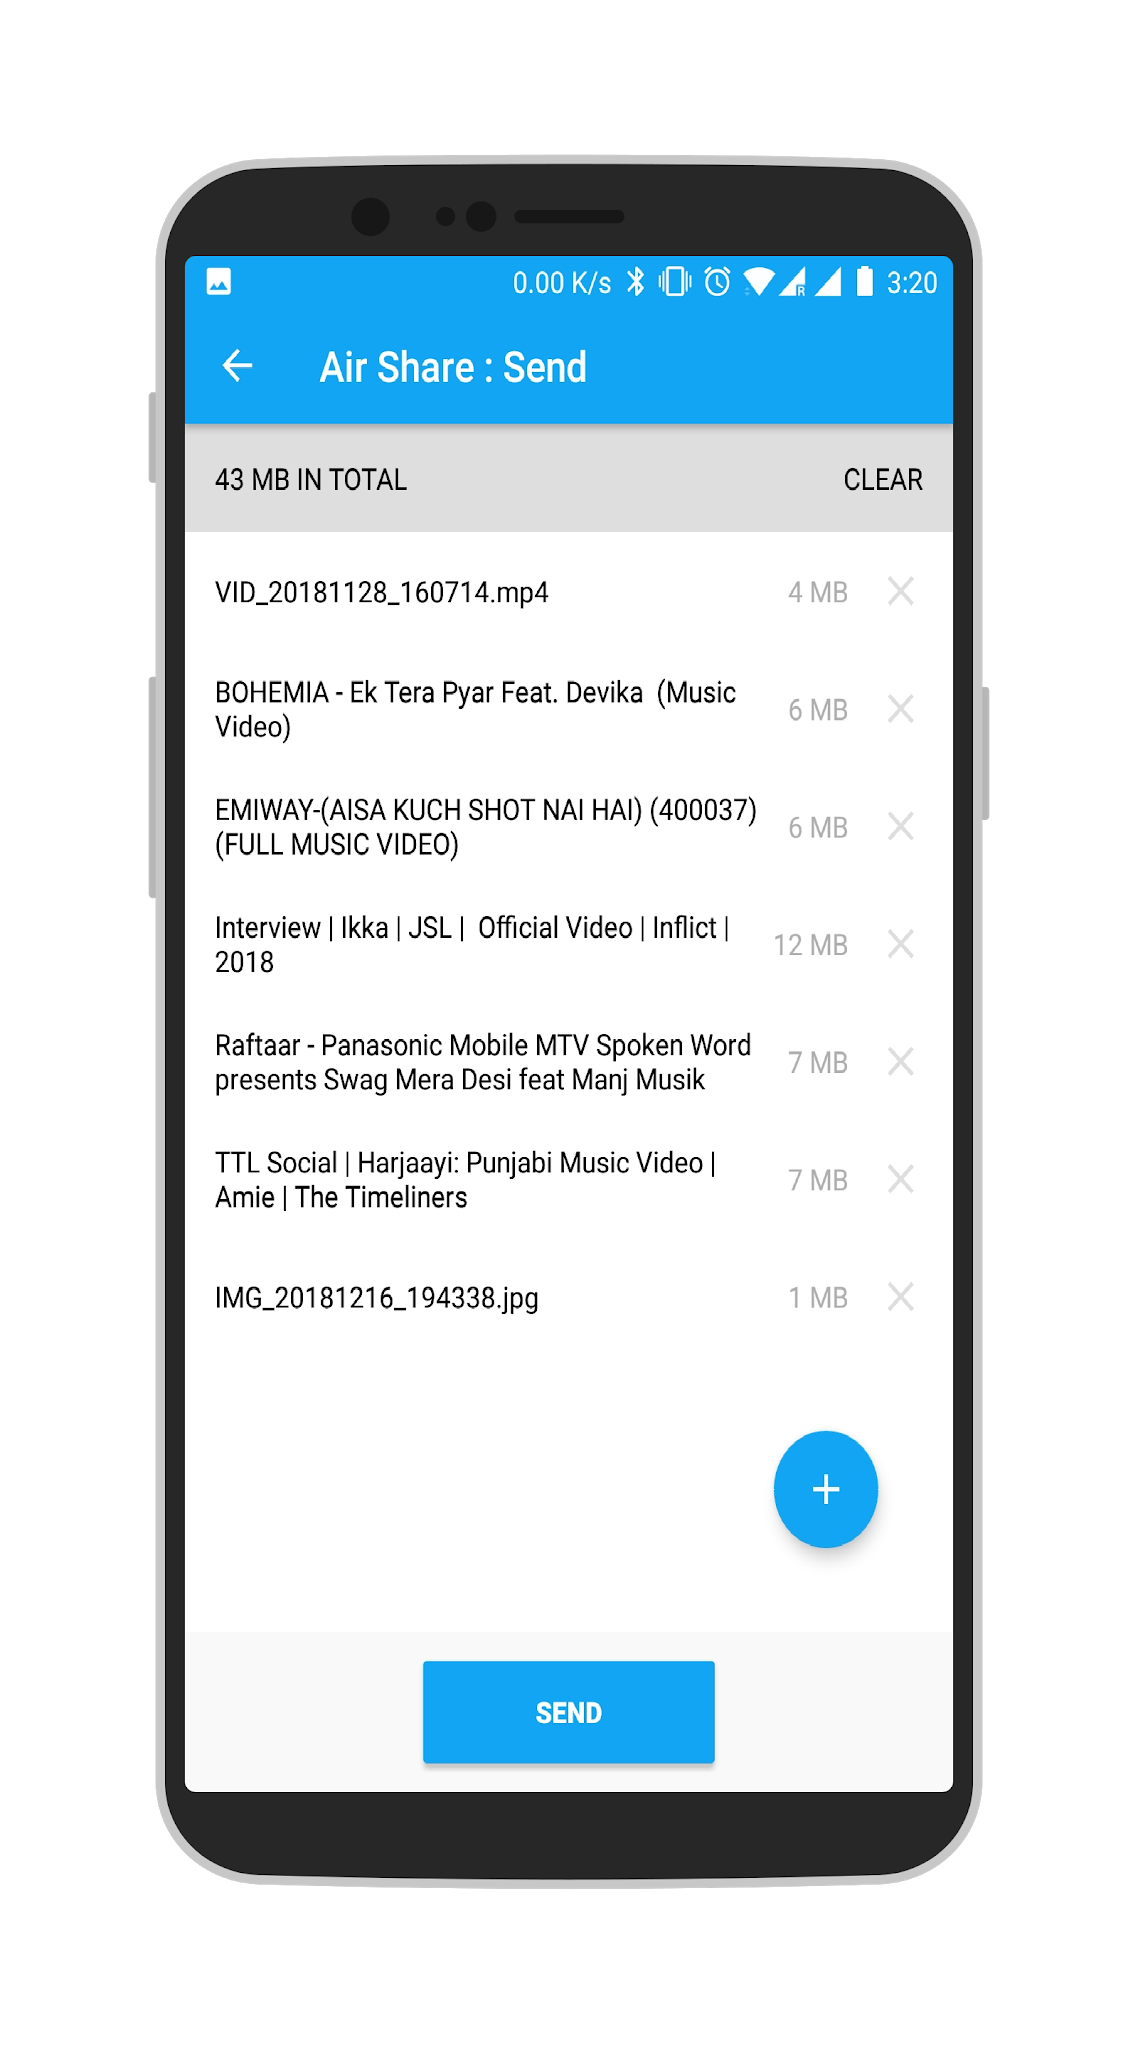 0.00 K/s R 3:20
Air Share : Send
43 MB IN TOTAL CLEAR
VID_20181128_160714.mp4 4 MB
BOHEMIA - Ek Tera Pyar Feat. Devika  (Music
Video) 6 MB
EMIWAY-(AISA KUCH SHOT NAI HAI) (400037)
(FULL MUSIC VIDEO) 6 MB
Interview | Ikka | JSL |  Official Video | Inflict |
2018 12 MB
Raftaar - Panasonic Mobile MTV Spoken Word
presents Swag Mera Desi feat Manj Musik 7 MB
TTL Social | Harjaayi: Punjabi Music Video |
Amie | The Timeliners 7 MB
IMG_20181216_194338.jpg 1 MB
SEND